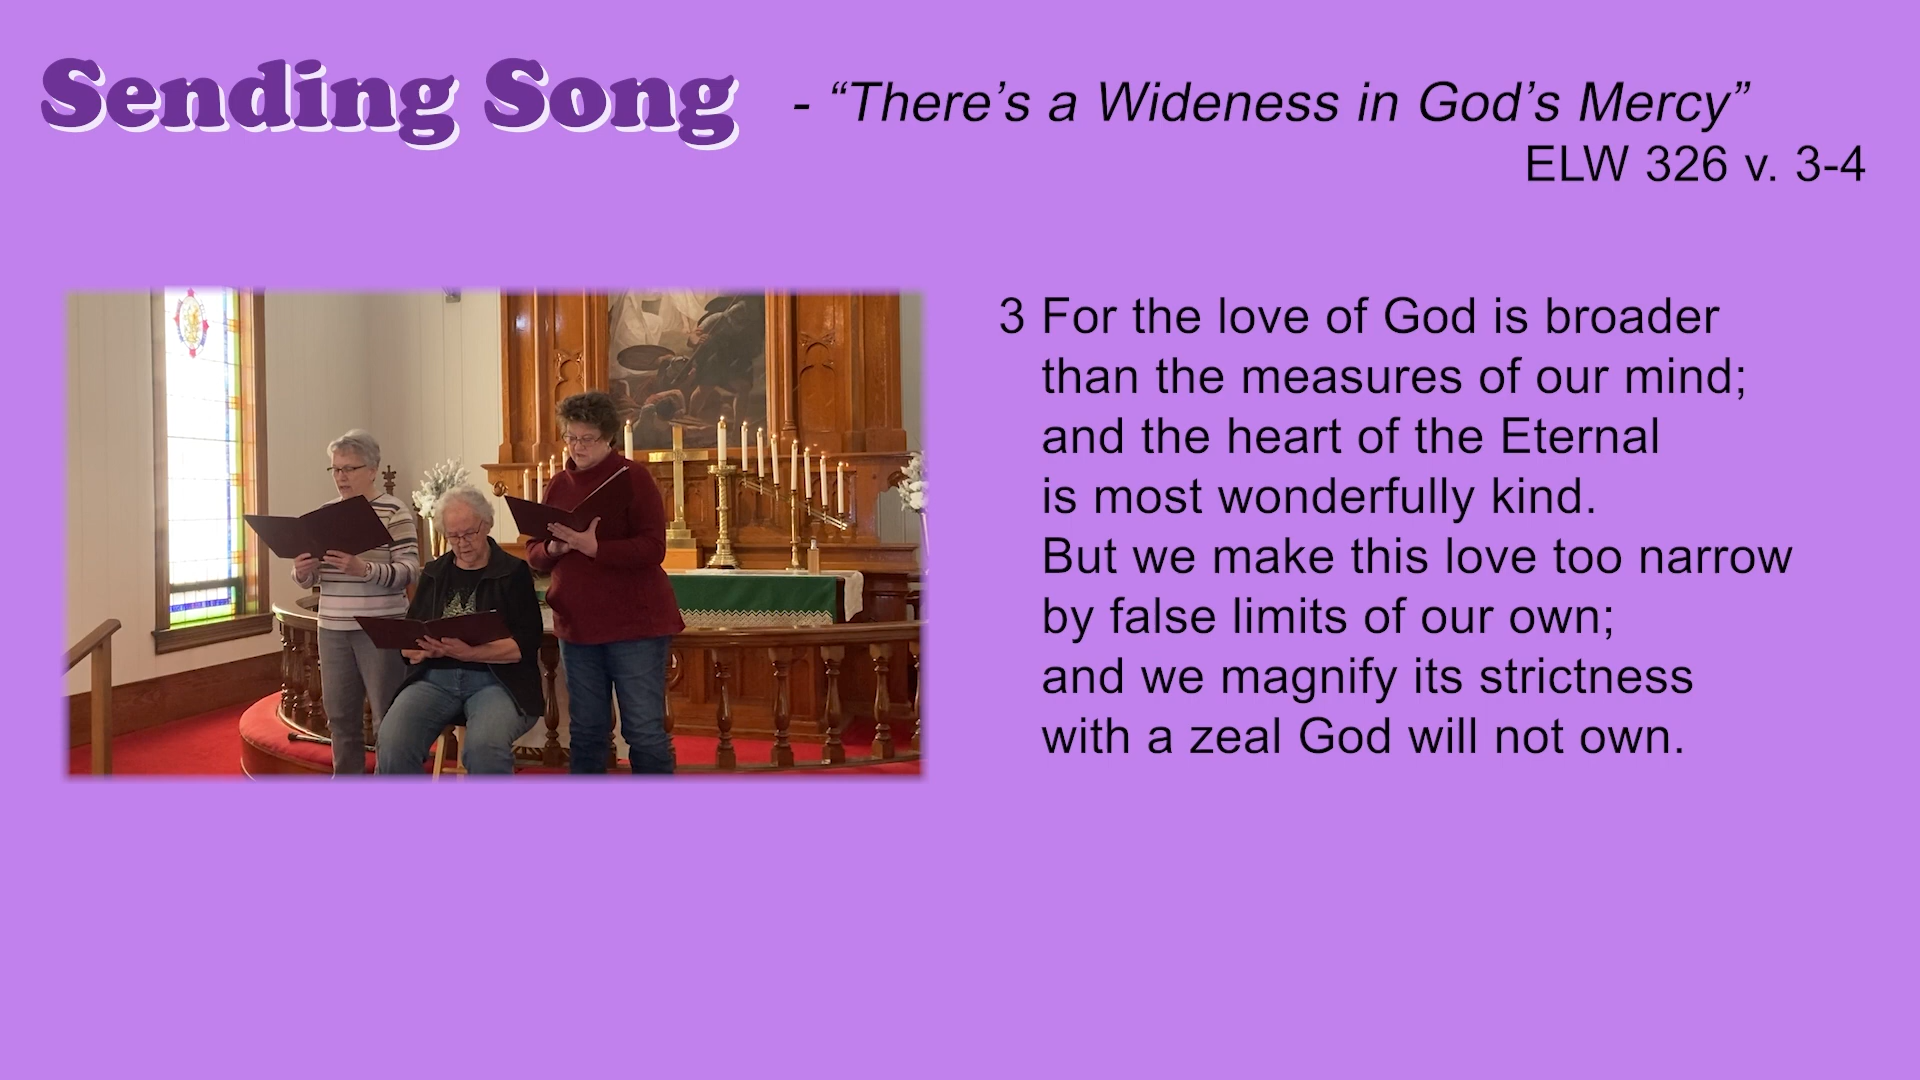 Sending Song - “There’s a Wideness in God’s Mercy”
ELW 326 v. 3-4
3 For the love of God is broader
than the measures of our mind;
and the heart of the Eternal
is most wonderfully kind.
But we make this love too narrow
by false limits of our own;
and we magnify its strictness
with a zeal God will not own.